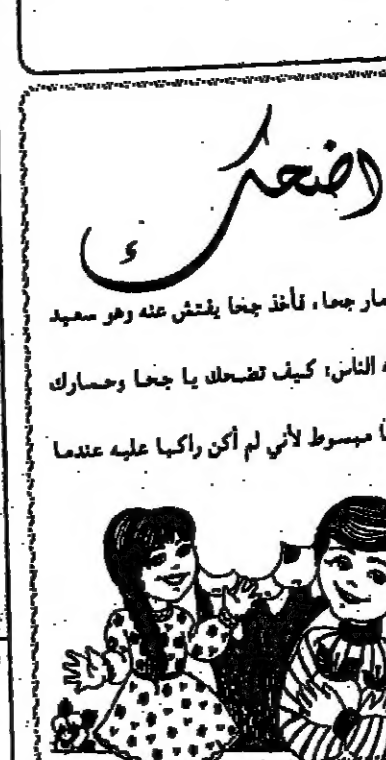 اضحك
جحا، فأخذ جحا يفتش عنه وهو سعيد
الناس: كيف تضحك يا جحا وحمارك
مبسوط لأني لم أكن راكبا عليه عندما